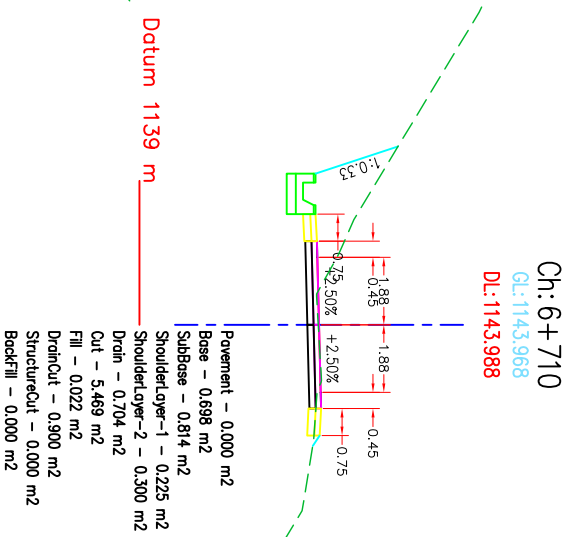 Ch: 6+710
GL:1143.968
DL:1143.988
1:0.33
0.75
0.45
1.88
1.88
0.45
0.75
+2.50%
+2.50%
Datum 1139 m
Pavement - 0.000 m2
Base - 0.698 m2
SubBase - 0.814 m2
ShoulderLayer-1 - 0.225 m2
ShoulderLayer-2 - 0.300 m2
Drain - 0.704 m2
Cut - 5.469 m2
Fill - 0.022 m2
DrainCut - 0.900 m2
StructureCut - 0.000 m2
BackFill - 0.000 m2